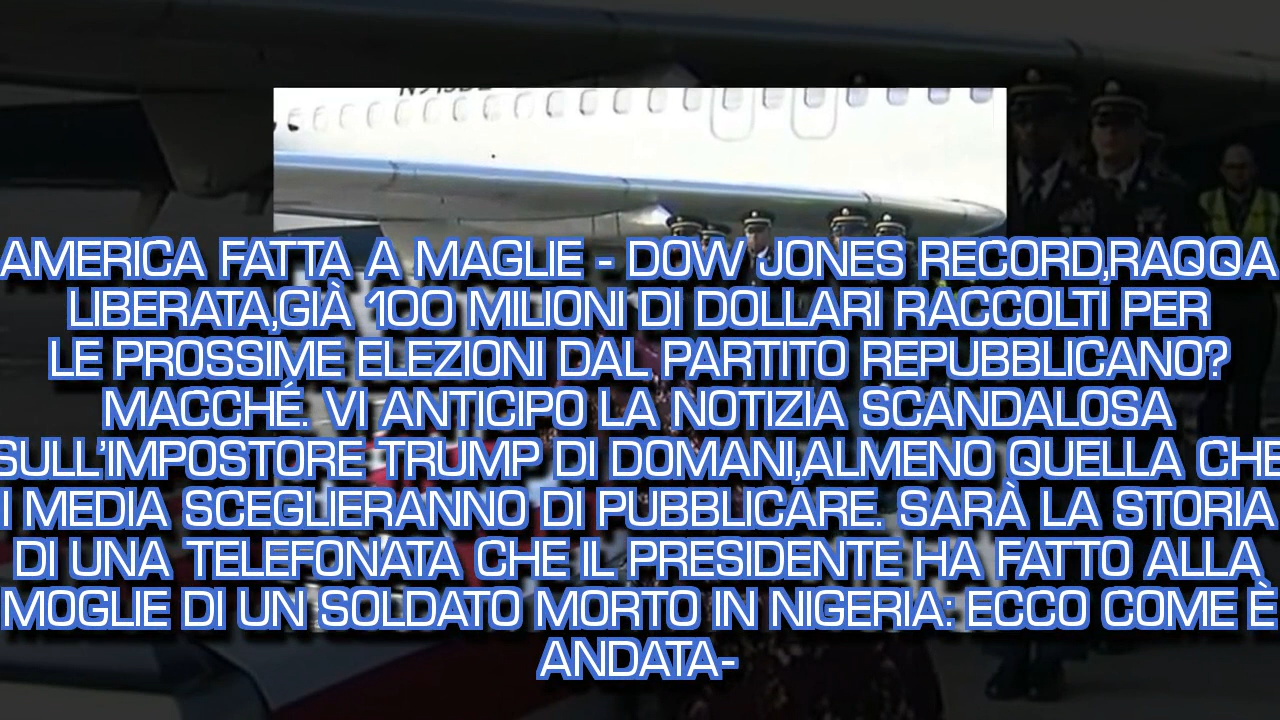 AMERICA FATTA A MAGLIE - DOW JONES RECORD,RAQQA
LIBERATA,GIÀ 100 MILIONI DI DOLLARI RACCOLTI PER
LE PROSSIME ELEZIONI DAL PARTITO REPUBBLICANO?
MACCHÉ. VI ANTICIPO LA NOTIZIA SCANDALOSA
SULL'IMPOSTORE TRUMP DI DOMANI,ALMENO QUELLA CHE
I MEDIA SCEGLIERANNO DI PUBBLICARE. SARÀ LA STORIA
DI UNA TELEFONATA CHE IL PRESIDENTE HA FATTO ALLA
MOGLIE DI UN SOLDATO MORTO IN NIGERIA: ECCO COME È
ANDATA-